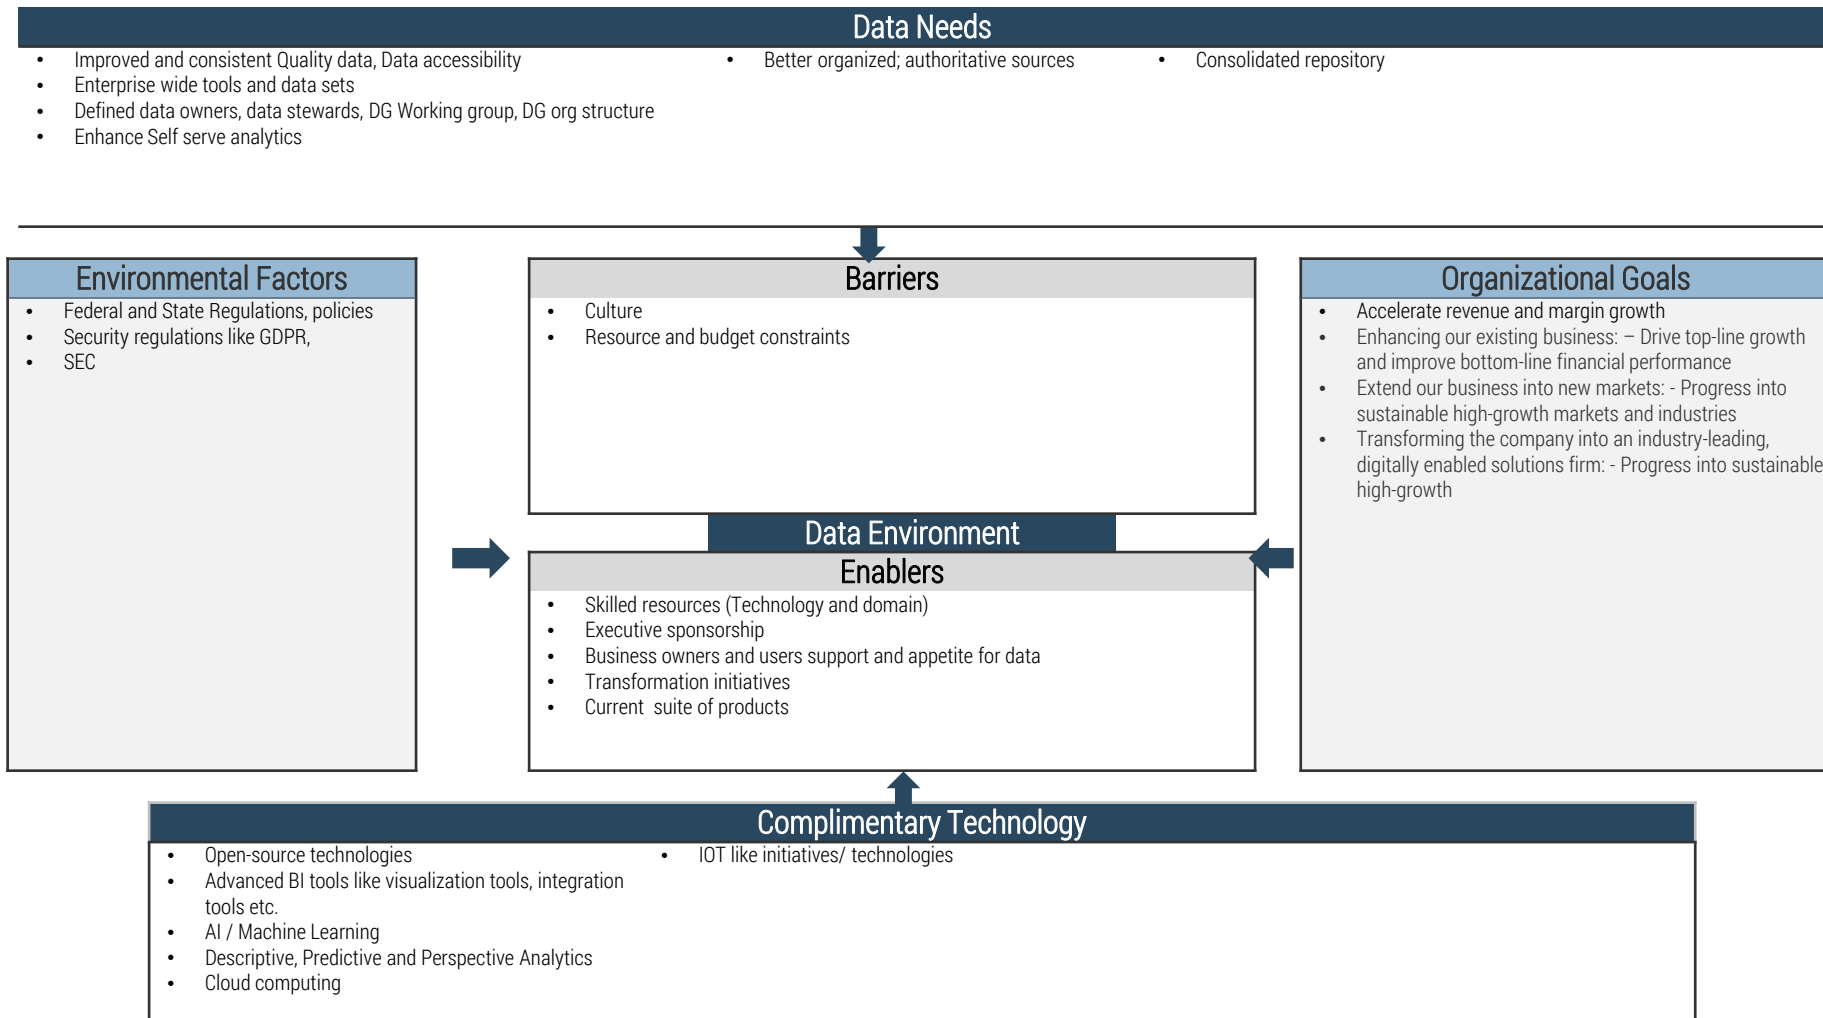 Data Needs
• Improved and consistent Quality data, Data accessibility
• Enterprise wide tools and data sets
• Defined data owners, data stewards, DG Working group, DG org structure
• Enhance Self serve analytics
• Better organized; authoritative sources
• Consolidated repository
Environmental Factors
• Federal and State Regulations, policies
• Security regulations like GDPR,
• SEC
Barriers
• Culture
• Resource and budget constraints
Data Environment
Enablers
• Skilled resources (Technology and domain)
• Executive sponsorship
• Business owners and users support and appetite for data
• Transformation initiatives
• Current suite of products
Organizational Goals
• Accelerate revenue and margin growth
• Enhancing our existing business: – Drive top-line growth
and improve bottom-line financial performance
• Extend our business into new markets: - Progress into
sustainable high-growth markets and industries
• Transforming the company into an industry-leading,
digitally enabled solutions firm: - Progress into sustainable
high-growth
Complimentary Technology
• Open-source technologies
• Advanced BI tools like visualization tools, integration
tools etc.
• AI / Machine Learning
• Descriptive, Predictive and Perspective Analytics
• Cloud computing
• IOT like initiatives/ technologies